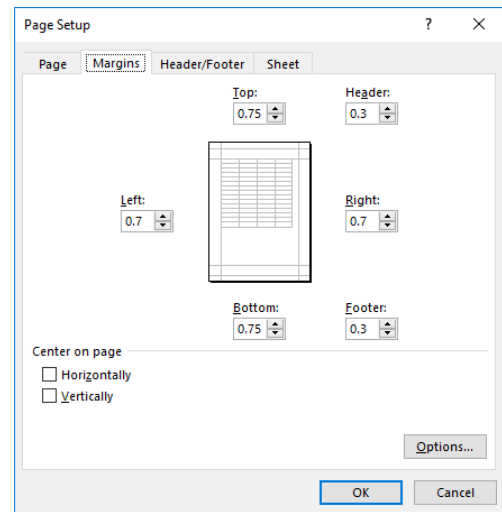 Page Setup ? ×
Page Margins Header/Footer Sheet
Top: Header:
0.75 0.3
Left: Right:
0.7 0.7
Bottom: Footer:
0.75 0.3
Center on page
Horizontally
Vertically
Options...
OK Cancel